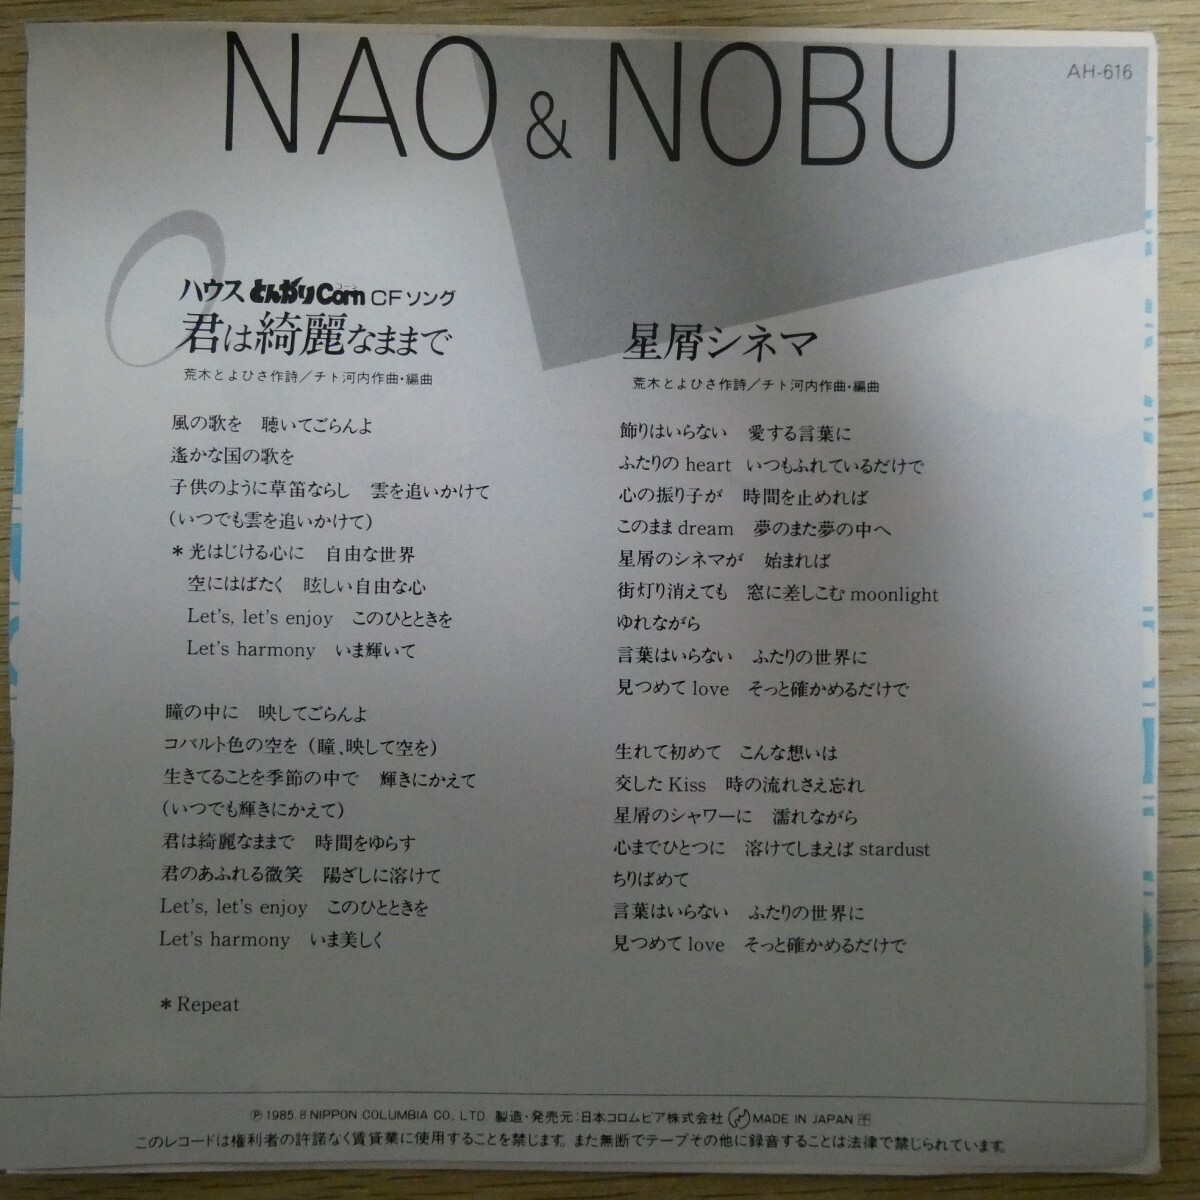 NAO & NOBU
AH-616
ハウス とんがりCorn コーン CFソング
君は綺麗なままで
荒木とよひさ作詩／チト河内作曲・編曲
風の歌を 聴いてごらんよ
遙かな国の歌を
子供のように草笛ならし 雲を追いかけて
(いつでも雲を追いかけて)
＊光はじける心に 自由な世界
空にはばたく 眩しい自由な心
Let's, let's enjoy このひとときを
Let's harmony いま輝いて
瞳の中に 映してごらんよ
コバルト色の空を (瞳、映して空を)
生きてることを季節の中で 輝きにかえて
(いつでも輝きにかえて)
君は綺麗なままで 時間をゆらす
君のあふれる微笑 陽ざしに溶けて
Let's, let's enjoy このひとときを
Let's harmony いま美しく
＊Repeat
星屑シネマ
荒木とよひさ作詩／チト河内作曲・編曲
飾りはいらない 愛する言葉に
ふたりの heart いつもふれているだけで
心の振り子が 時間を止めれば
このまま dream 夢のまた夢の中へ
星屑のシネマが 始まれば
街灯り消えても 窓に差しこむ moonlight
ゆれながら
言葉はいらない ふたりの世界に
見つめて love そっと確かめるだけで
生れて初めて こんな想いは
交した Kiss 時の流れさえ忘れ
星屑のシャワーに 濡れながら
心までひとつに 溶けてしまえば stardust
ちりばめて
言葉はいらない ふたりの世界に
見つめて love そっと確かめるだけで
Ⓟ1985.8 NIPPON COLUMBIA CO., LTD. 製造・発売元：日本コロムビア株式会社 MADE IN JAPAN
このレコードは権利者の許諾なく賃貸業に使用することを禁じます。また無断でテープその他に録音することは法律で禁じられています。